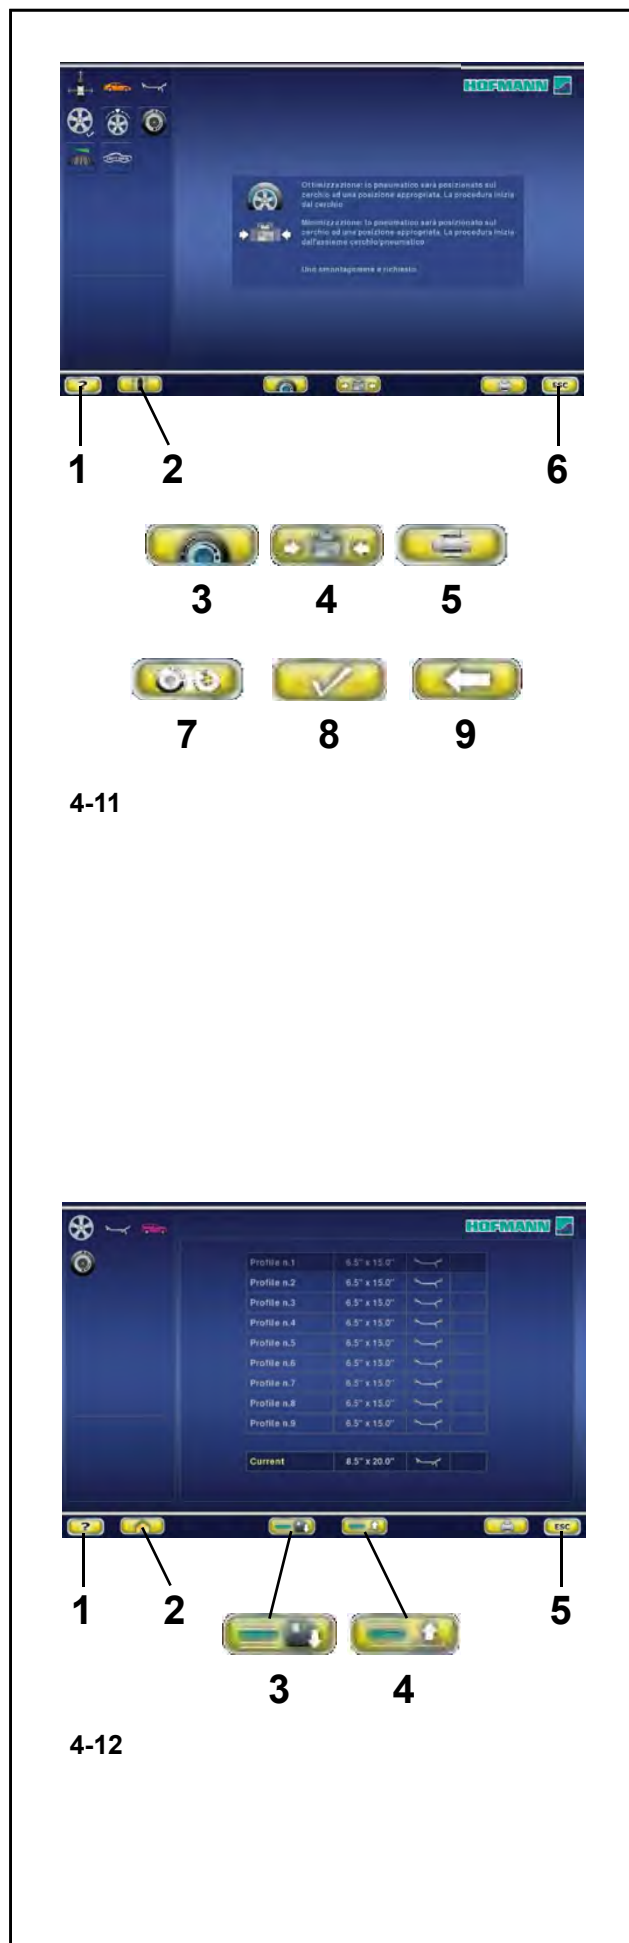 HOFMANN
Ottimizzazione: lo pneumatico sarà posizionato sul
cerchio ad una posizione appropriata. La procedura inizia
dal cerchio
Minimizzazione: lo pneumatico sarà posizionato sul
cerchio ad una posizione appropriata. La procedura inizia
dall'assieme cerchio/pneumatico
Uno smontaggio è richiesto.
? ESC
1 2 6
3 4 5
7 8 9
4-11
HOFMANN
Profile n.1 6.5" x 15.0"
Profile n.2 6.5" x 15.0"
Profile n.3 6.5" x 15.0"
Profile n.4 6.5" x 15.0"
Profile n.5 6.5" x 15.0"
Profile n.6 6.5" x 15.0"
Profile n.7 6.5" x 15.0"
Profile n.8 6.5" x 15.0"
Profile n.9 6.5" x 15.0"
Current 8.5" x 20.0"
? ESC
1 2 5
3 4
4-12